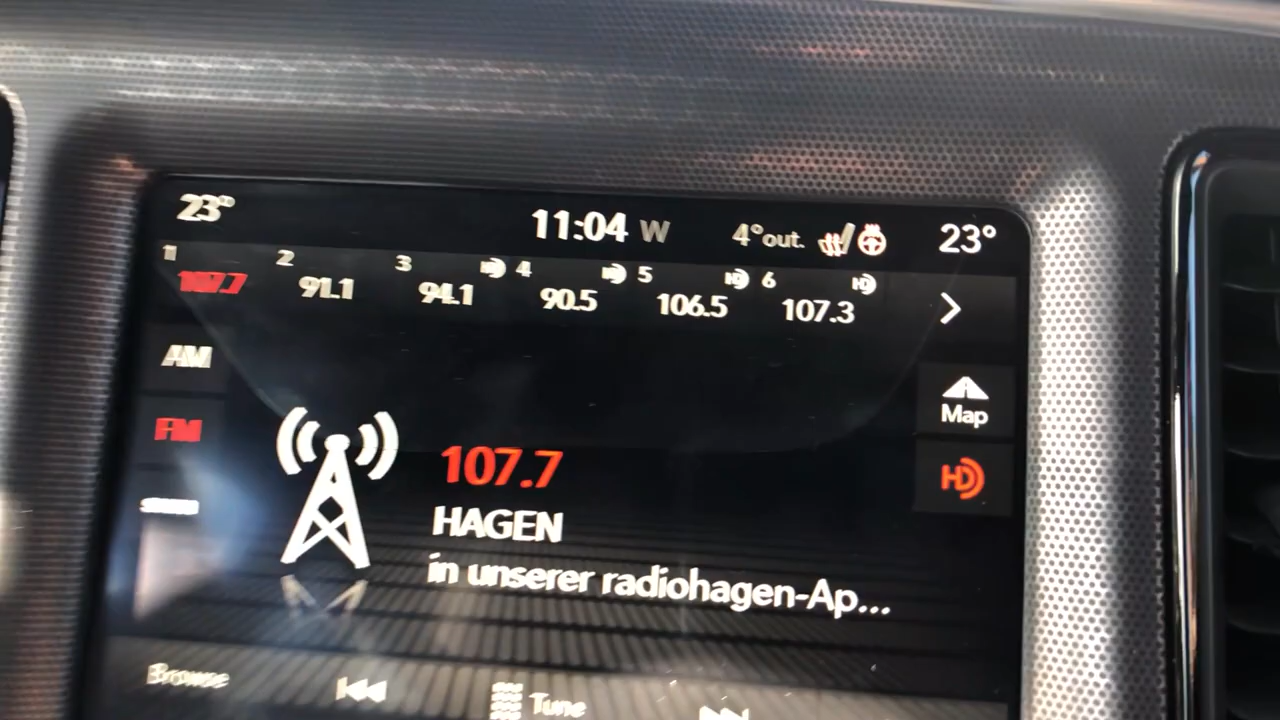 23° 11:04 W 4°out. 23°
1 2 3 4 5 6
107.7 91.1 94.1 90.5 106.5 107.3
AM
Map
FM
HD
107.7
HAGEN
in unserer radiohagen-Ap...
Browse Tune